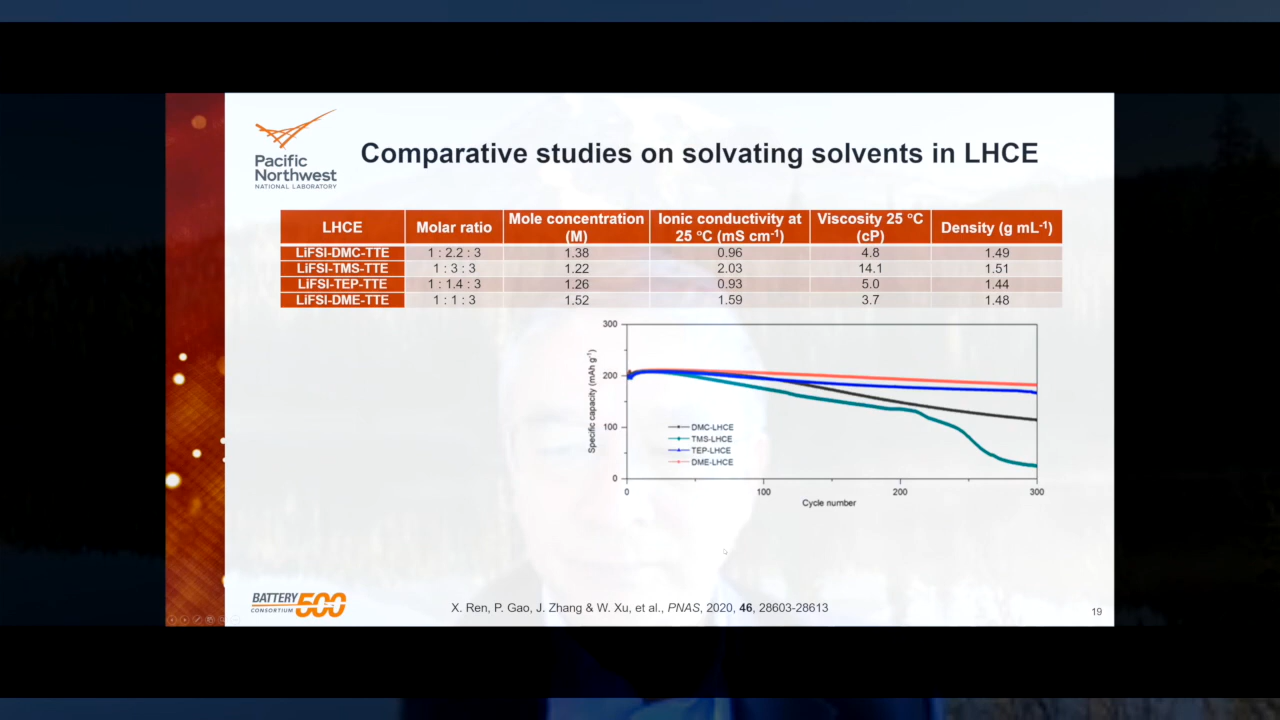 Pacific
Northwest
NATIONAL LABORATORY
Comparative studies on solvating solvents in LHCE
LHCE Molar ratio Mole concentration (M) Ionic conductivity at 25 °C (mS cm-1) Viscosity 25 °C (cP) Density (g mL-1)
LiFSI-DMC-TTE 1 : 2.2 : 3 1.38 0.96 4.8 1.49
LiFSI-TMS-TTE 1 : 3 : 3 1.22 2.03 14.1 1.51
LiFSI-TEP-TTE 1 : 1.4 : 3 1.26 0.93 5.0 1.44
LiFSI-DME-TTE 1 : 1 : 3 1.52 1.59 3.7 1.48
Specific capacity (mAh g-1)
300
200
100
0
DMC-LHCE
TMS-LHCE
TEP-LHCE
DME-LHCE
0 100 200 300
Cycle number
BATTERY 500
CONSORTIUM
X. Ren, P. Gao, J. Zhang & W. Xu, et al., PNAS, 2020, 46, 28603-28613
19